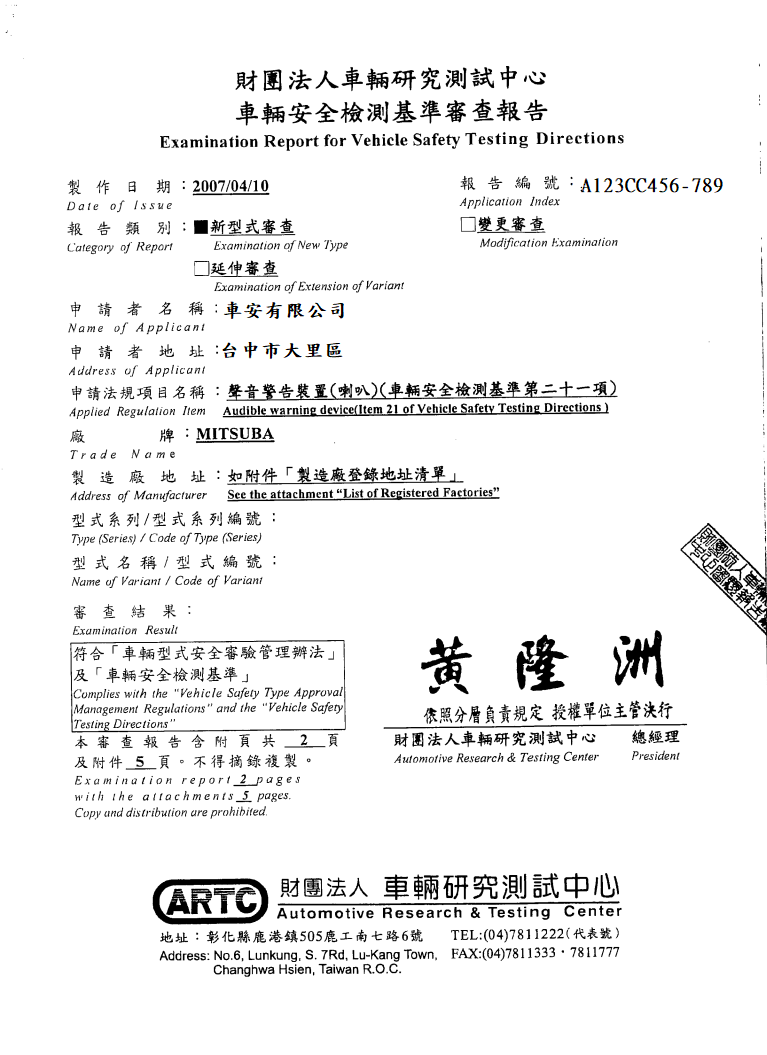 財團法人車輛研究測試中心
車輛安全檢測基準審查報告
Examination Report for Vehicle Safety Testing Directions
製作日期：2007/04/10 報告編號：A123CC456-789
Date of Issue Application Index
報告類別：■新型式審查 □變更審查
Category of Report Examination of New Type Modification Examination
□延伸審查
Examination of Extension of Variant
申請者名稱：車安有限公司
Name of Applicant
申請者地址：台中市大里區
Address of Applicant
申請法規項目名稱：聲音警告裝置(喇叭)(車輛安全檢測基準第二十一項)
Applied Regulation Item Audible warning device(Item 21 of Vehicle Safety Testing Directions )
廠牌：MITSUBA
Trade Name
製造廠地址：如附件「製造廠登錄地址清單」
Address of Manufacturer See the attachment “List of Registered Factories”
型式系列/型式系列編號：
Type (Series) / Code of Type (Series)
型式名稱/型式編號：
Name of Variant / Code of Variant
審查結果：
Examination Result
符合「車輛型式安全審驗管理辦法」
及「車輛安全檢測基準」
Complies with the "Vehicle Safety Type Approval
Management Regulations" and the "Vehicle Safety
Testing Directions"
本審查報告含附頁共 2 頁
及附件 5 頁。不得摘錄複製。
Examination report 2 pages
with the attachments 5 pages.
Copy and distribution are prohibited.
黃隆洲
依照分層負責規定 授權單位主管決行
財團法人車輛研究測試中心 總經理
Automotive Research & Testing Center President
ARTC 財團法人 車輛研究測試中心
Automotive Research & Testing Center
地址：彰化縣鹿港鎮505鹿工南七路6號 TEL:(04)7811222(代表號)
Address: No.6, Lunkung, S. 7Rd, Lu-Kang Town, FAX:(04)7811333・7811777
Changhwa Hsien, Taiwan R.O.C.